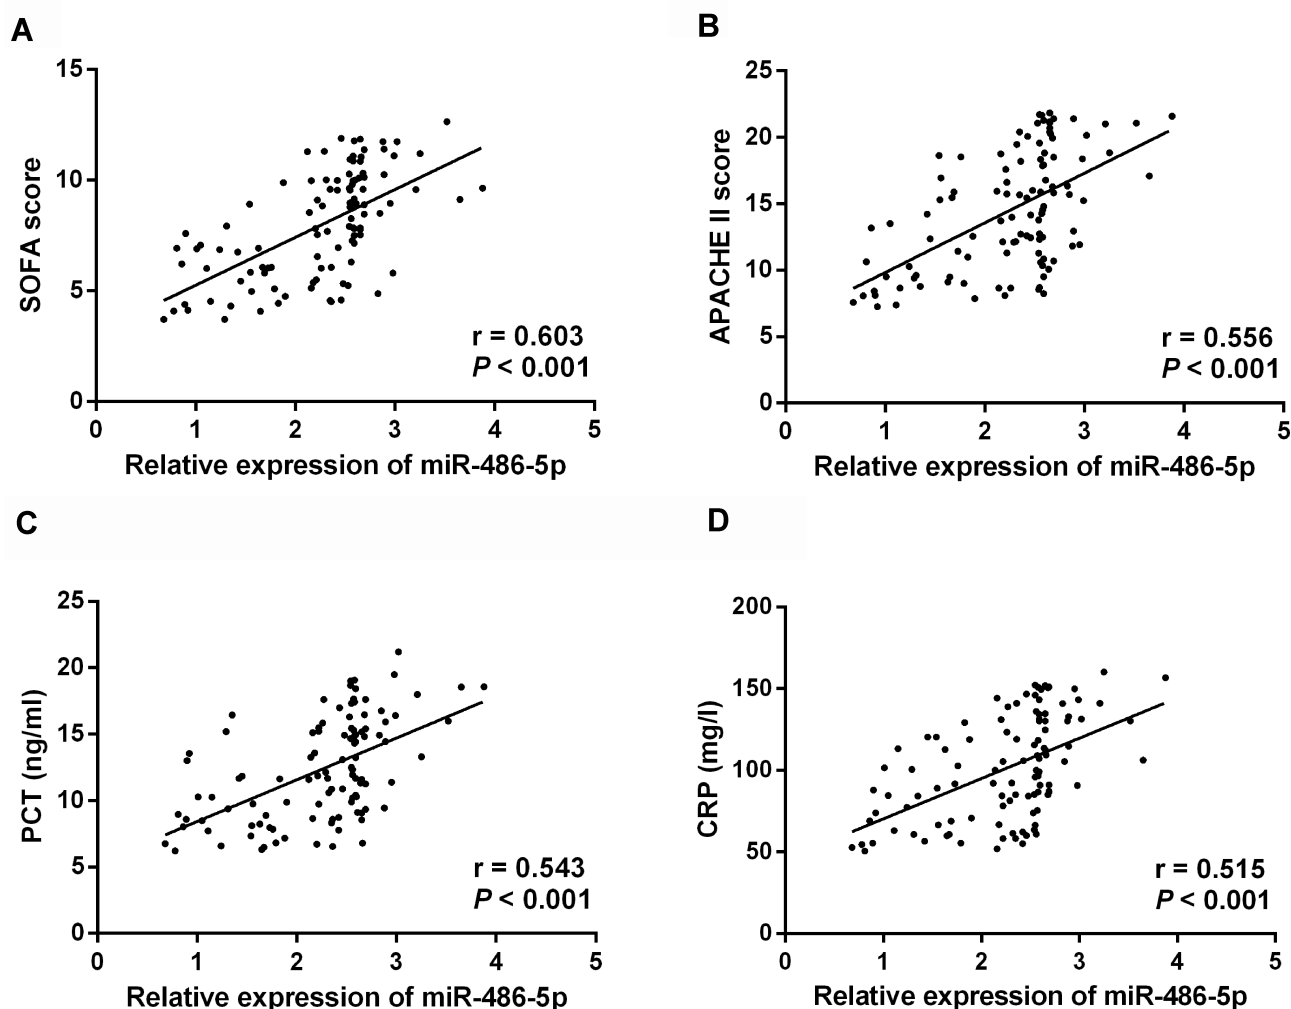 A
SOFA score
15
10
5
0
0 1 2 3 4 5
r = 0.603
P < 0.001
Relative expression of miR-486-5p
B
APACHE II score
25
20
15
10
5
0
0 1 2 3 4 5
r = 0.556
P < 0.001
Relative expression of miR-486-5p
C
PCT (ng/ml)
25
20
15
10
5
0
0 1 2 3 4 5
r = 0.543
P < 0.001
Relative expression of miR-486-5p
D
CRP (mg/l)
200
150
100
50
0
0 1 2 3 4 5
r = 0.515
P < 0.001
Relative expression of miR-486-5p